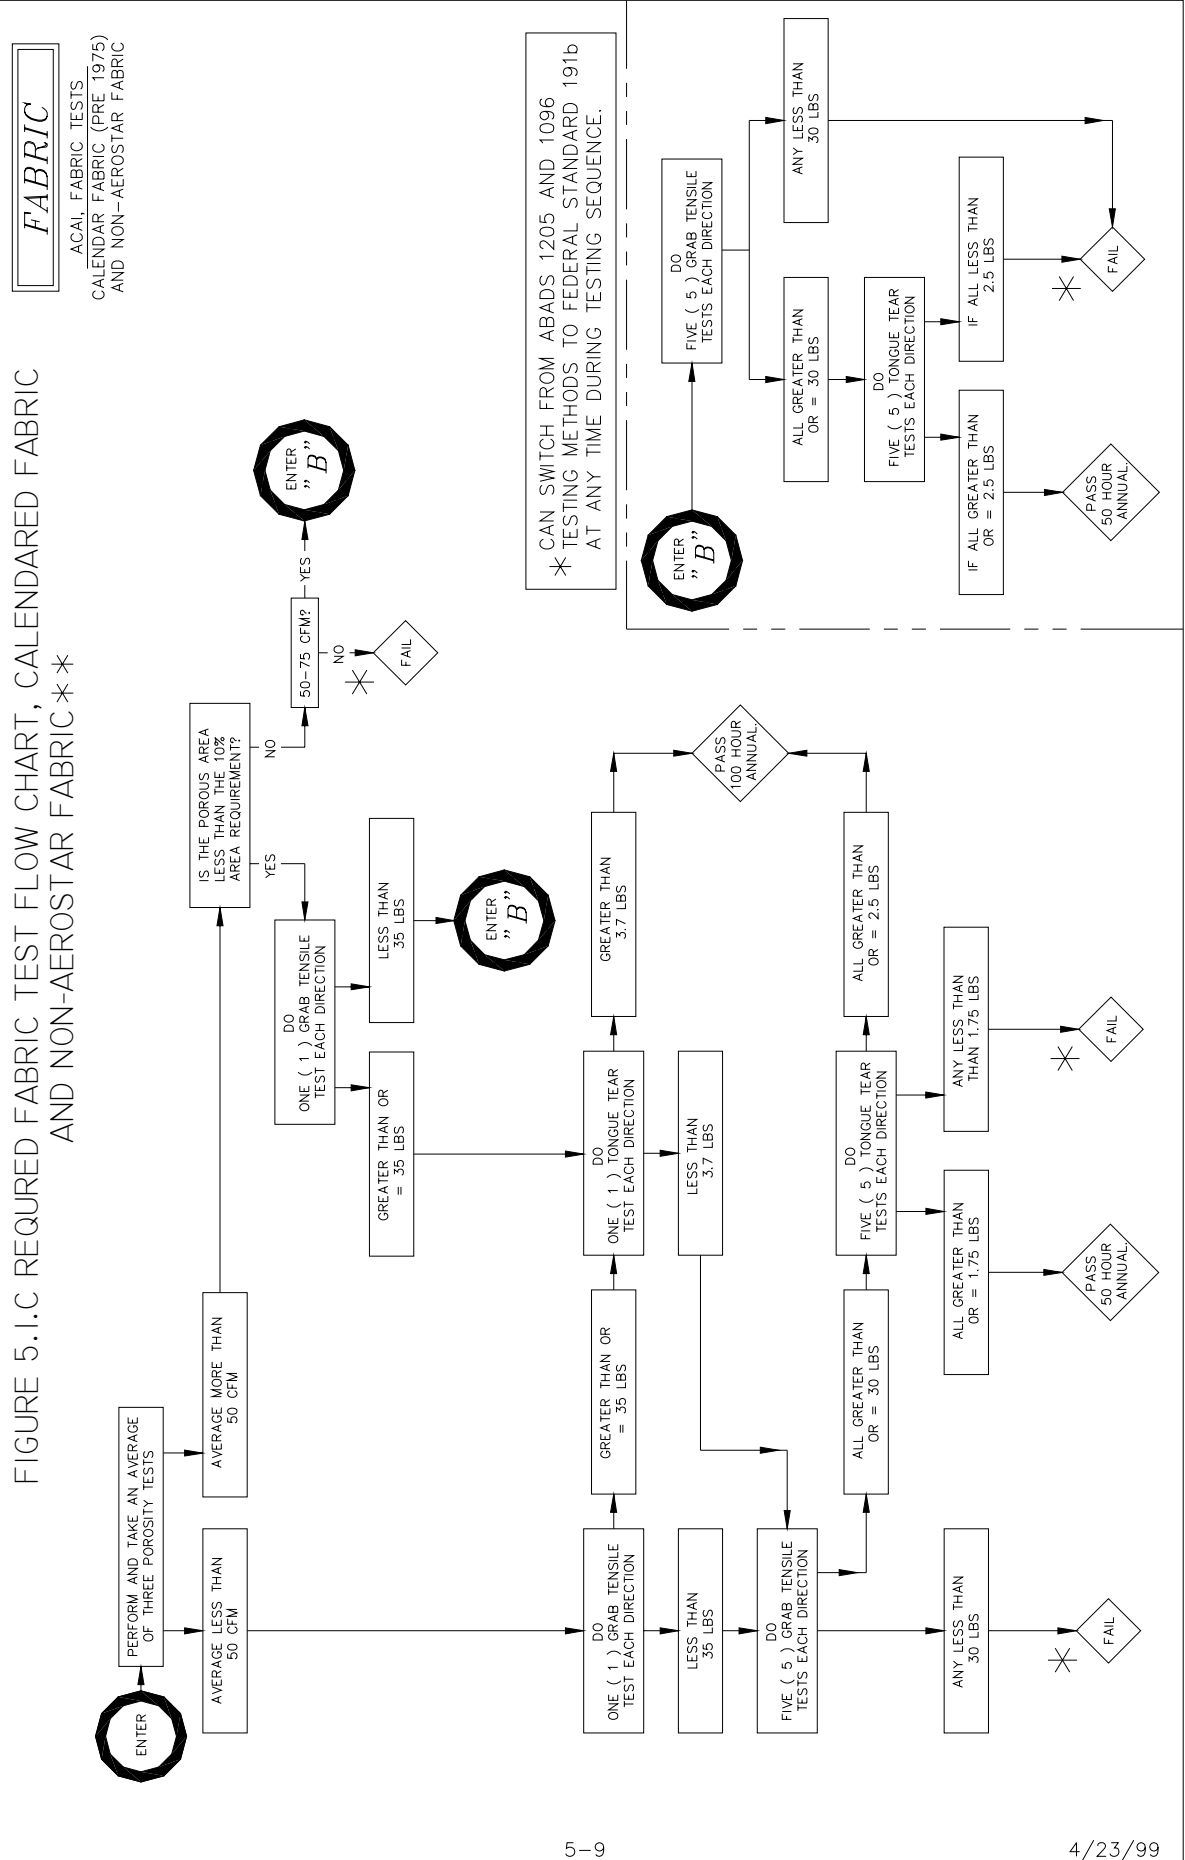 FIGURE 5.1.C REQURED FABRIC TEST FLOW CHART, CALENDARED FABRIC
AND NON-AEROSTAR FABRIC**
FABRIC
ACAI, FABRIC TESTS
CALENDAR FABRIC (PRE 1975)
AND NON-AEROSTAR FABRIC
ENTER
PERFORM AND TAKE AN AVERAGE
OF THREE POROSITY TESTS
AVERAGE LESS THAN
50 CFM
AVERAGE MORE THAN
50 CFM
IS THE POROUS AREA
LESS THAN THE 10%
AREA REQUIREMENT?
YES
NO
50-75 CFM?
YES
ENTER
"B"
NO
*
FAIL
DO
ONE ( 1 ) GRAB TENSILE
TEST EACH DIRECTION
GREATER THAN OR
= 35 LBS
LESS THAN
35 LBS
ENTER
"B"
DO
ONE ( 1 ) GRAB TENSILE
TEST EACH DIRECTION
GREATER THAN OR
= 35 LBS
DO
ONE ( 1 ) TONGUE TEAR
TEST EACH DIRECTION
GREATER THAN
3.7 LBS
PASS
100 HOUR
ANNUAL.
LESS THAN
35 LBS
LESS THAN
3.7 LBS
DO
FIVE ( 5 ) GRAB TENSILE
TESTS EACH DIRECTION
ALL GREATER THAN
OR = 30 LBS
DO
FIVE ( 5 ) TONGUE TEAR
TESTS EACH DIRECTION
ALL GREATER THAN
OR = 2.5 LBS
ANY LESS THAN
30 LBS
*
FAIL
ALL GREATER THAN
OR = 1.75 LBS
PASS
50 HOUR
ANNUAL.
ANY LESS THAN
THAN 1.75 LBS
*
FAIL
CAN SWITCH FROM ABADS 1205 AND 1096
* TESTING METHODS TO FEDERAL STANDARD 191b
AT ANY TIME DURING TESTING SEQUENCE.
ENTER
"B"
DO
FIVE ( 5 ) GRAB TENSILE
TESTS EACH DIRECTION
ALL GREATER THAN
OR = 30 LBS
ANY LESS THAN
30 LBS
DO
FIVE ( 5 ) TONGUE TEAR
TESTS EACH DIRECTION
IF ALL GREATER THAN
OR = 2.5 LBS
IF ALL LESS THAN
2.5 LBS
PASS
50 HOUR
ANNUAL.
*
FAIL
5-9
4/23/99